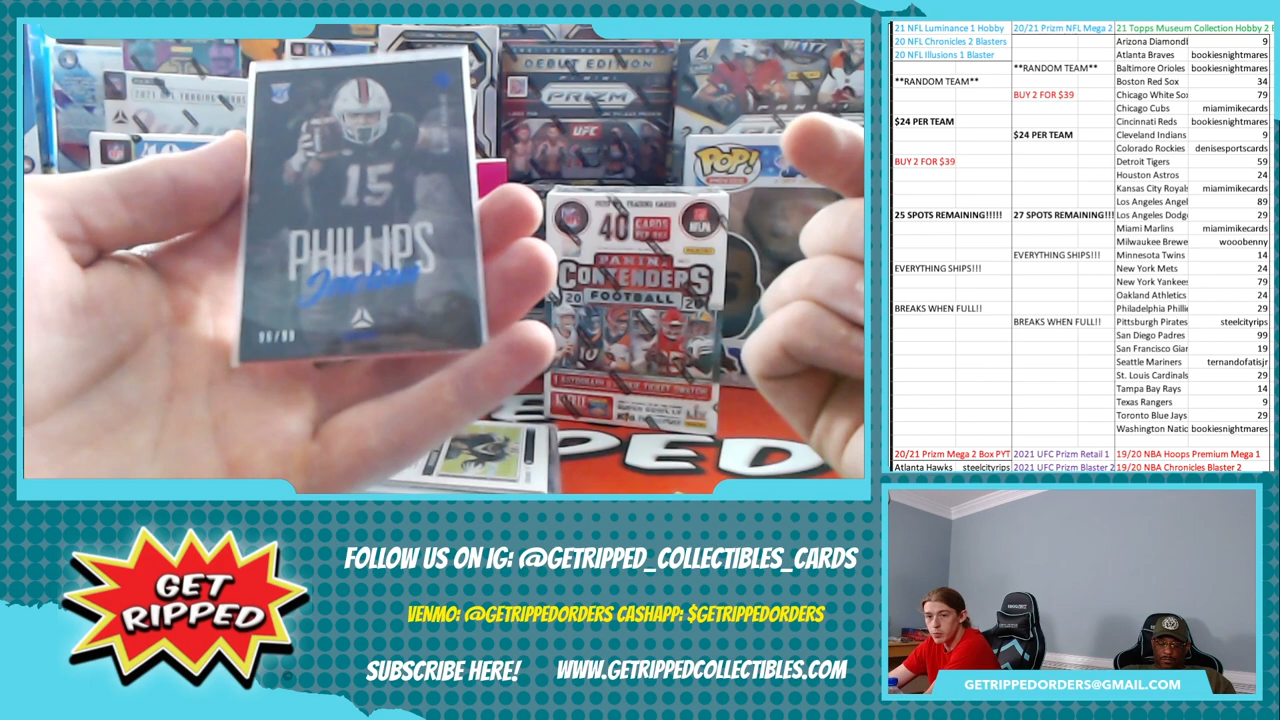 15
PHILLIPS
Jaelan
RC
DEBUT EDITION
PRIZM
UFC
POP!
40 CARDS
PANINI
CONTENDERS
20 FOOTBALL 20
21 NFL Luminance 1 Hobby
20 NFL Chronicles 2 Blasters
20 NFL Illusions 1 Blaster
**RANDOM TEAM**
$24 PER TEAM
BUY 2 FOR $39
25 SPOTS REMAINING!!!!!
EVERYTHING SHIPS!!!
BREAKS WHEN FULL!!
20/21 Prizm NFL Mega 2
**RANDOM TEAM**
BUY 2 FOR $39
$24 PER TEAM
27 SPOTS REMAINING!!!
EVERYTHING SHIPS!!!
BREAKS WHEN FULL!!
21 Topps Museum Collection Hobby 2
Arizona Diamond 9
Atlanta Braves bookiesnightmares
Baltimore Orioles bookiesnightmares
Boston Red Sox 34
Chicago White So 79
Chicago Cubs miamimikecards
Cincinnati Reds bookiesnightmares
Cleveland Indians 9
Colorado Rockies denisesportscards
Detroit Tigers 59
Houston Astros 24
Kansas City Royals miamimikecards
Los Angeles Angel 89
Los Angeles Dodg 29
Miami Marlins miamimikecards
Milwaukee Brewe wooobenny
Minnesota Twins 14
New York Mets 24
New York Yankees 79
Oakland Athletics 24
Philadelphia Philli 29
Pittsburgh Pirates steelcityrips
San Diego Padres 99
San Francisco Gia 19
Seattle Mariners ternandofatisjr
St. Louis Cardinals 29
Tampa Bay Rays 14
Texas Rangers 9
Toronto Blue Jays 29
Washington Natio bookiesnightmares
20/21 Prizm Mega 2 Box PYT 2021 UFC Prizm Retail 1 19/20 NBA Hoops Premium Mega 1
Atlanta Hawks steelcityrips 2021 UFC Prizm Blaster 2 19/20 NBA Chronicles Blaster 2
GET
RIPPED
FOLLOW US ON IG: @GETRIPPED_COLLECTIBLES_CARDS
VENMO: @GETRIPPEDORDERS CASHAPP: $GETRIPPEDORDERS
SUBSCRIBE HERE! WWW.GETRIPPEDCOLLECTIBLES.COM
GETRIPPEDORDERS@GMAIL.COM